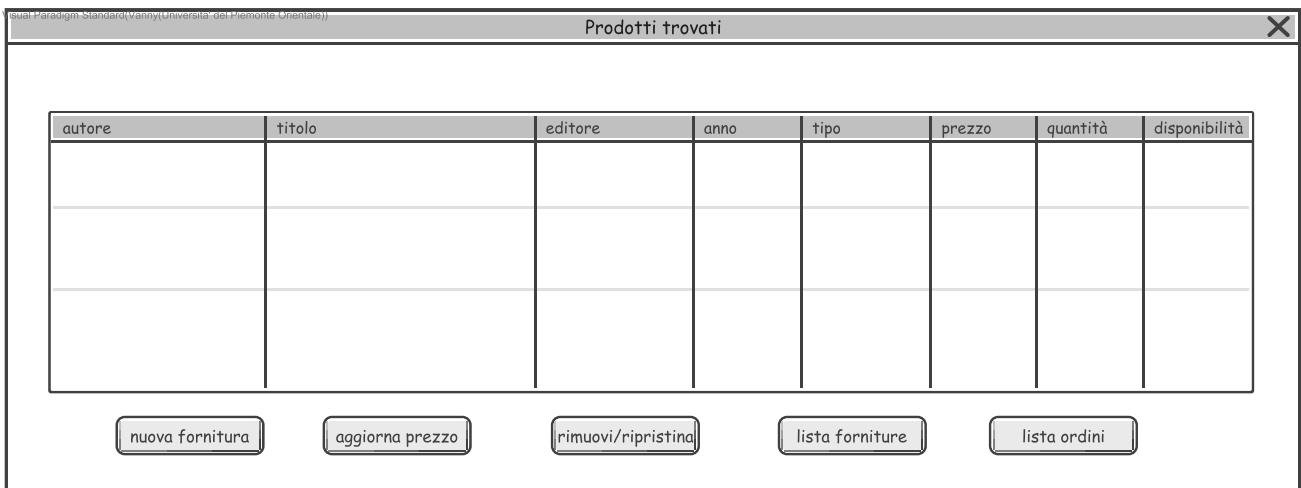 Visual Paradigm Standard(Vanny(Universita' del Piemonte Orientale))
Prodotti trovati
autore titolo editore anno tipo prezzo quantità disponibilità
nuova fornitura aggiorna prezzo rimuovi/ripristina lista forniture lista ordini